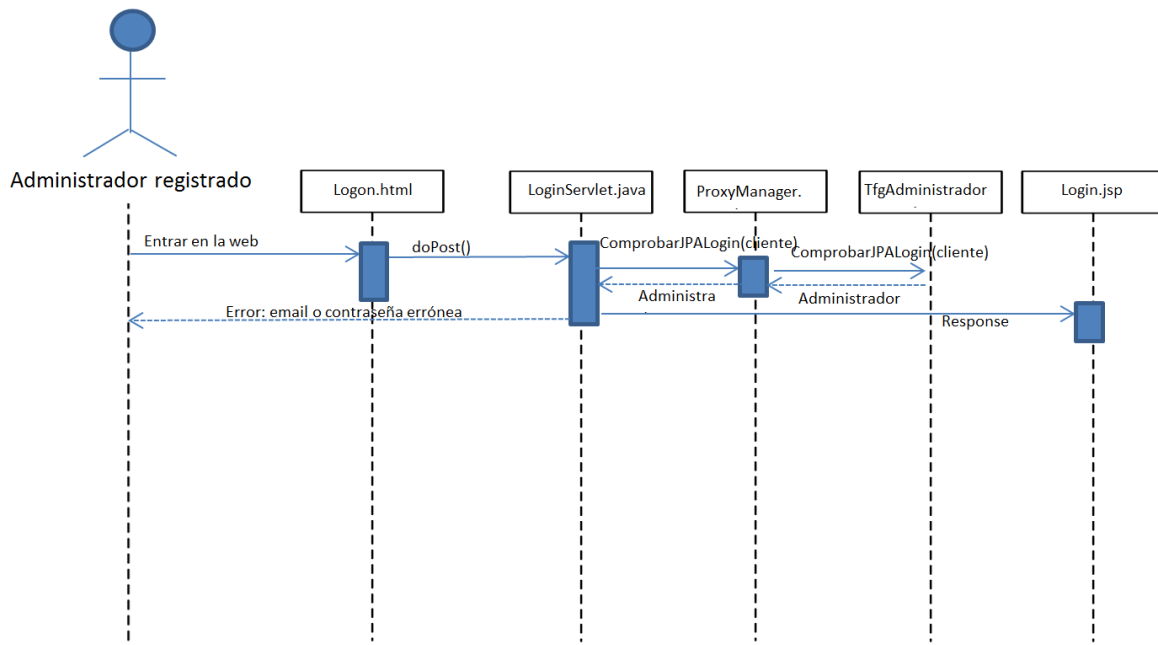 Administrador registrado
Logon.html
LoginServlet.java
ProxyManager.
TfgAdministrador
Login.jsp
Entrar en la web
doPost()
ComprobarJPALogin(cliente)
ComprobarJPALogin(cliente)
Administra
Administrador
Error: email o contraseña errónea
Response